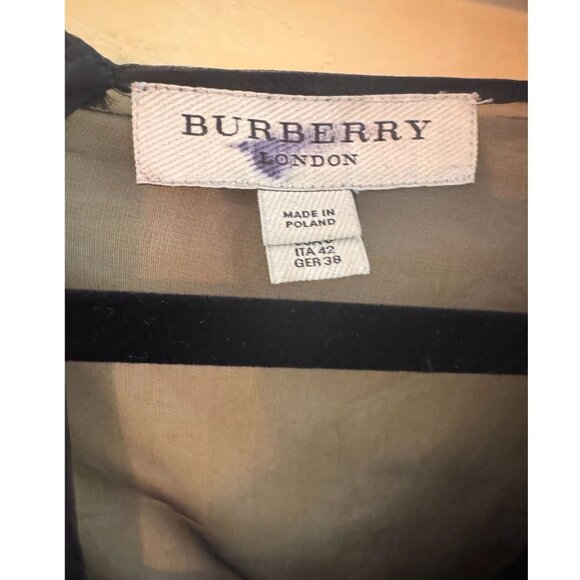 BURBERRY
LONDON
MADE IN
POLAND
ITA 42
GER 38